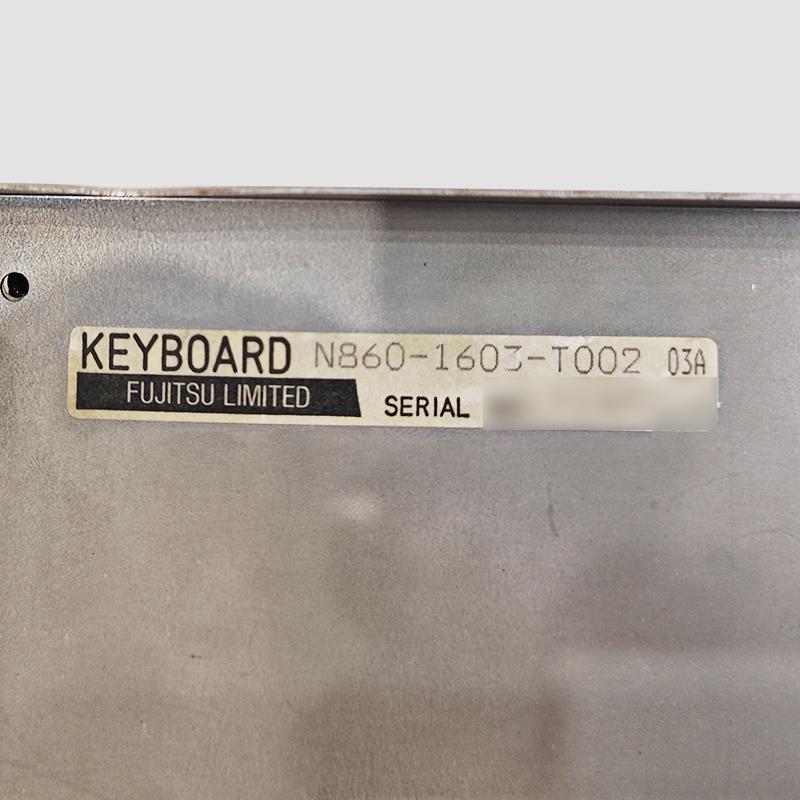 KEYBOARD N860-1603-T002 03A
FUJITSU LIMITED SERIAL